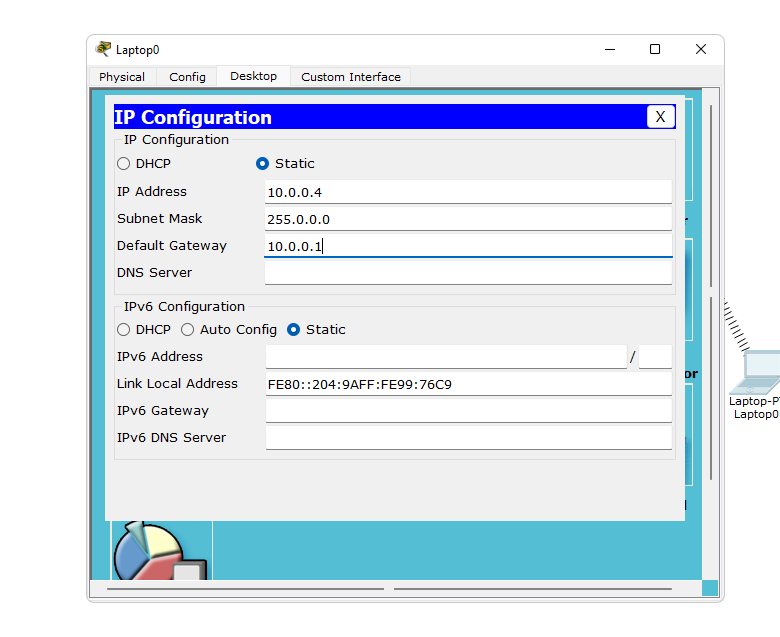 Laptop0
Physical Config Desktop Custom Interface
IP Configuration X
IP Configuration
DHCP Static
IP Address 10.0.0.4
Subnet Mask 255.0.0.0
Default Gateway 10.0.0.1
DNS Server
IPv6 Configuration
DHCP Auto Config Static
IPv6 Address /
Link Local Address FE80::204:9AFF:FE99:76C9
IPv6 Gateway
IPv6 DNS Server
or
Laptop-PT
Laptop0